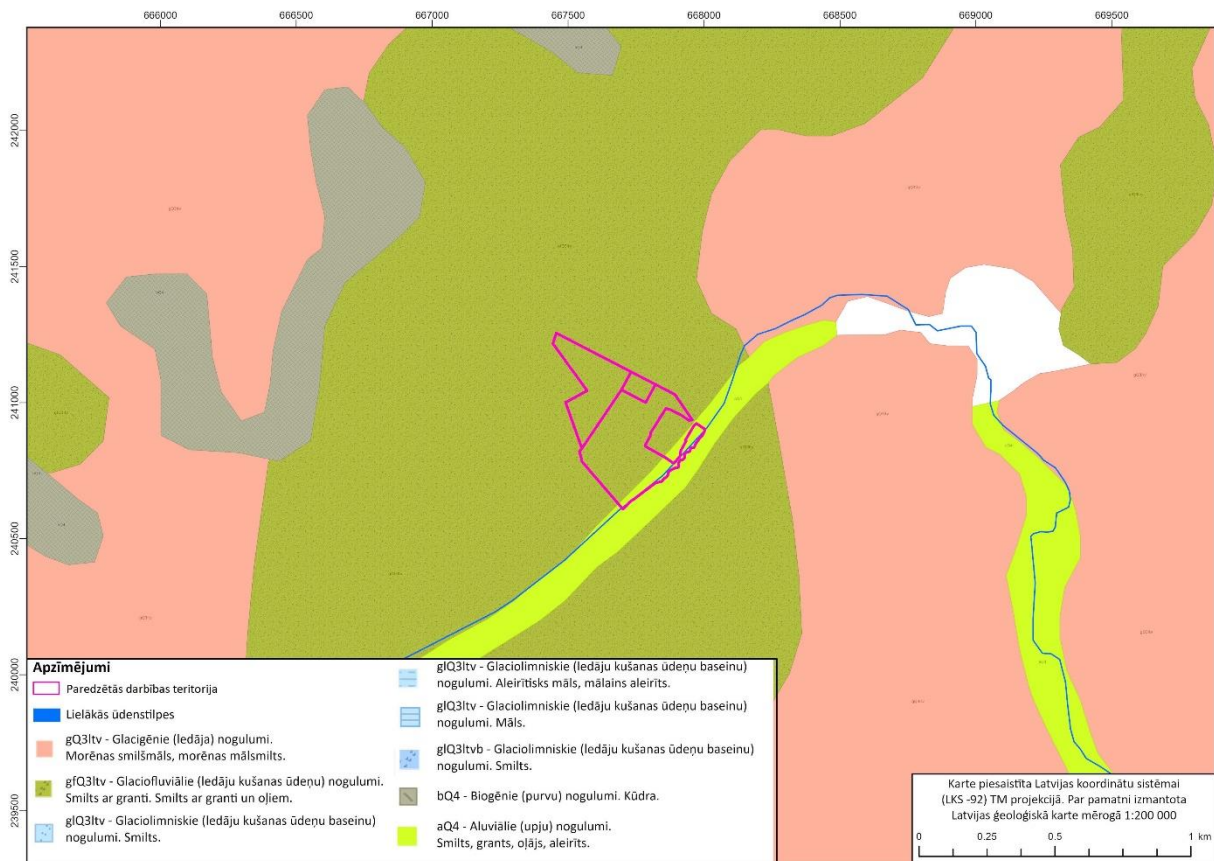 666000 666500 667000 667500 668000 668500 669000 669500
242000
241500
241000
240500
240000
239500
Apzīmējumi
Paredzētās darbības teritorija
Lielākās ūdenstilpes
gQ3ltv - Glacigēnie (ledāja) nogulumi.
Morēnas smilšmāls, morēnas mālsmilts.
gfQ3ltv - Glaciofluviālie (ledāju kušanas ūdeņu) nogulumi.
Smilts ar granti. Smilts ar granti un oļiem.
glQ3ltv - Glaciolimniskie (ledāju kušanas ūdeņu baseinu)
nogulumi. Smilts.
glQ3ltv - Glaciolimniskie (ledāju kušanas ūdeņu baseinu)
nogulumi. Aleirītisks māls, mālains aleirīts.
glQ3ltv - Glaciolimniskie (ledāju kušanas ūdeņu baseinu)
nogulumi. Māls.
glQ3ltvb - Glaciolimniskie (ledāju kušanas ūdeņu baseinu)
nogulumi. Smilts.
bQ4 - Biogēnie (purvu) nogulumi. Kūdra.
aQ4 - Aluviālie (upju) nogulumi.
Smilts, grants, oļājs, aleirīts.
Karte piesaistīta Latvijas koordinātu sistēmai
(LKS -92) TM projekcijā. Par pamatni izmantota
Latvijas ģeoloģiskā karte mērogā 1:200 000
0 0.25 0.5 1 km